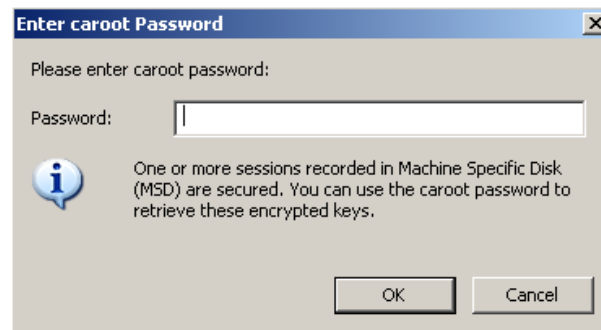 Enter caroot Password
Please enter caroot password:
Password:
One or more sessions recorded in Machine Specific Disk
(MSD) are secured. You can use the caroot password to
retrieve these encrypted keys.
OK
Cancel